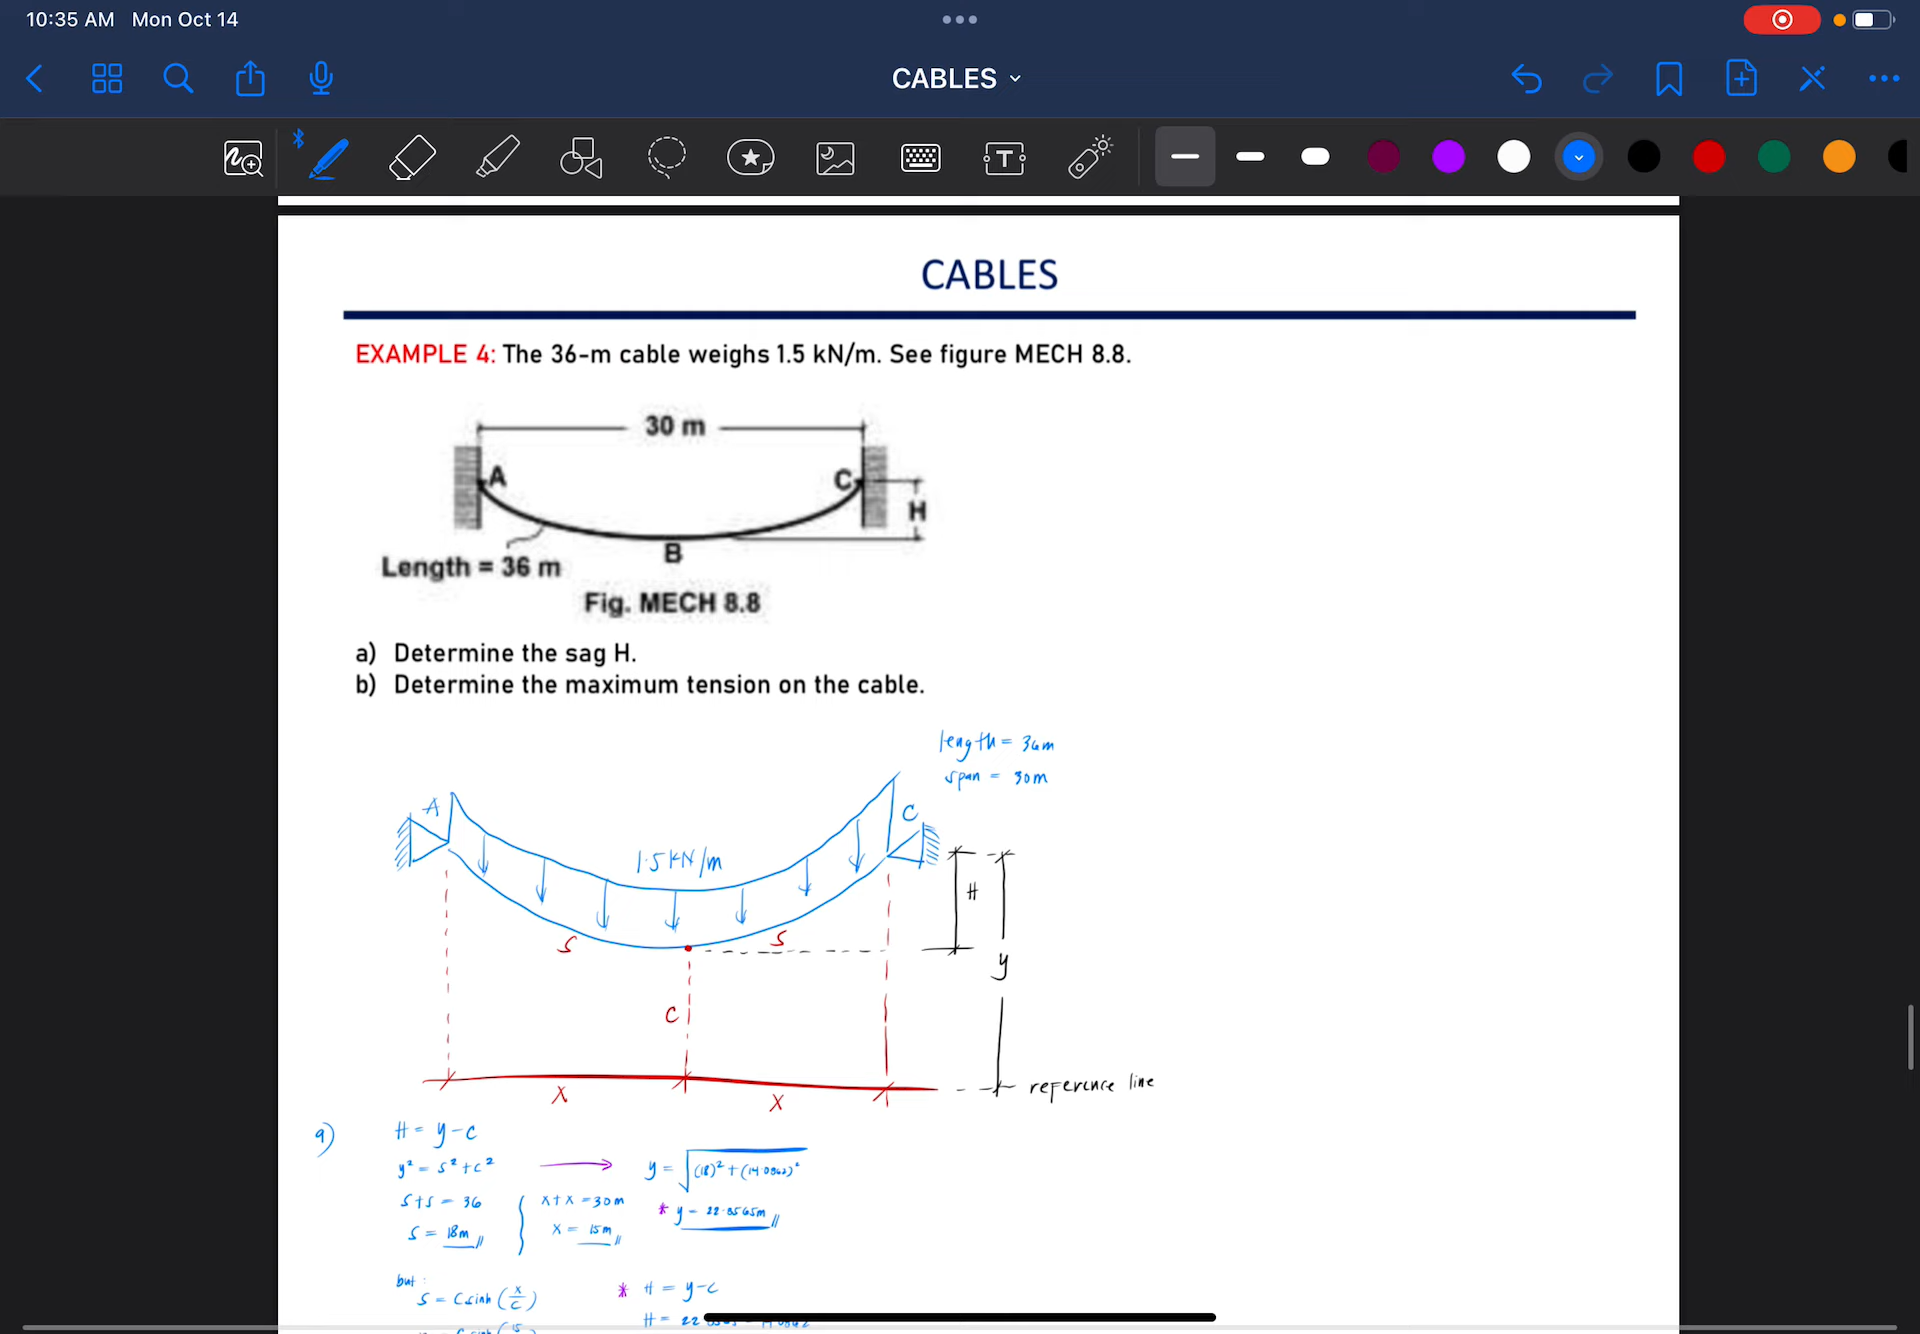 10:35 AM Mon Oct 14
CABLES
T
CABLES
EXAMPLE 4: The 36-m cable weighs 1.5 kN/m. See figure MECH 8.8.
30 m
A
C
H
B
Length = 36 m
Fig. MECH 8.8
a) Determine the sag H.
b) Determine the maximum tension on the cable.
length = 36m
span = 30m
A
C
1.5 kN/m
H
S
S
y
C
reference line
X
X
a)
H = y-c
y² = s² + c²
y = √(18)² + (14.0862)²
S+S = 36
x+x = 30m
* y = 22.8565m
S = 18m
x = 15m
but :
S = C sinh (x/c)
* H = y-c
H = 22